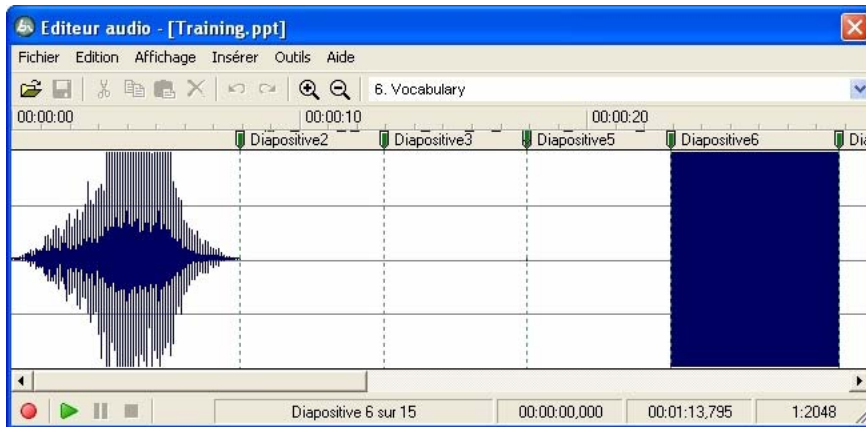 Editeur audio - [Training.ppt]
Fichier Edition Affichage Insérer Outils Aide
6. Vocabulary
00:00:00 00:00:10 00:00:20
Diapositive2 Diapositive3 Diapositive5 Diapositive6 Dia
Diapositive 6 sur 15 00:00:00,000 00:01:13,795 1:2048